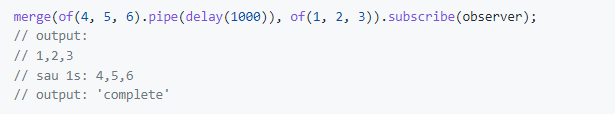 merge(of(4, 5, 6).pipe(delay(1000)), of(1, 2, 3)).subscribe(observer);
// output:
// 1,2,3
// sau 1s: 4,5,6
// output: 'complete'